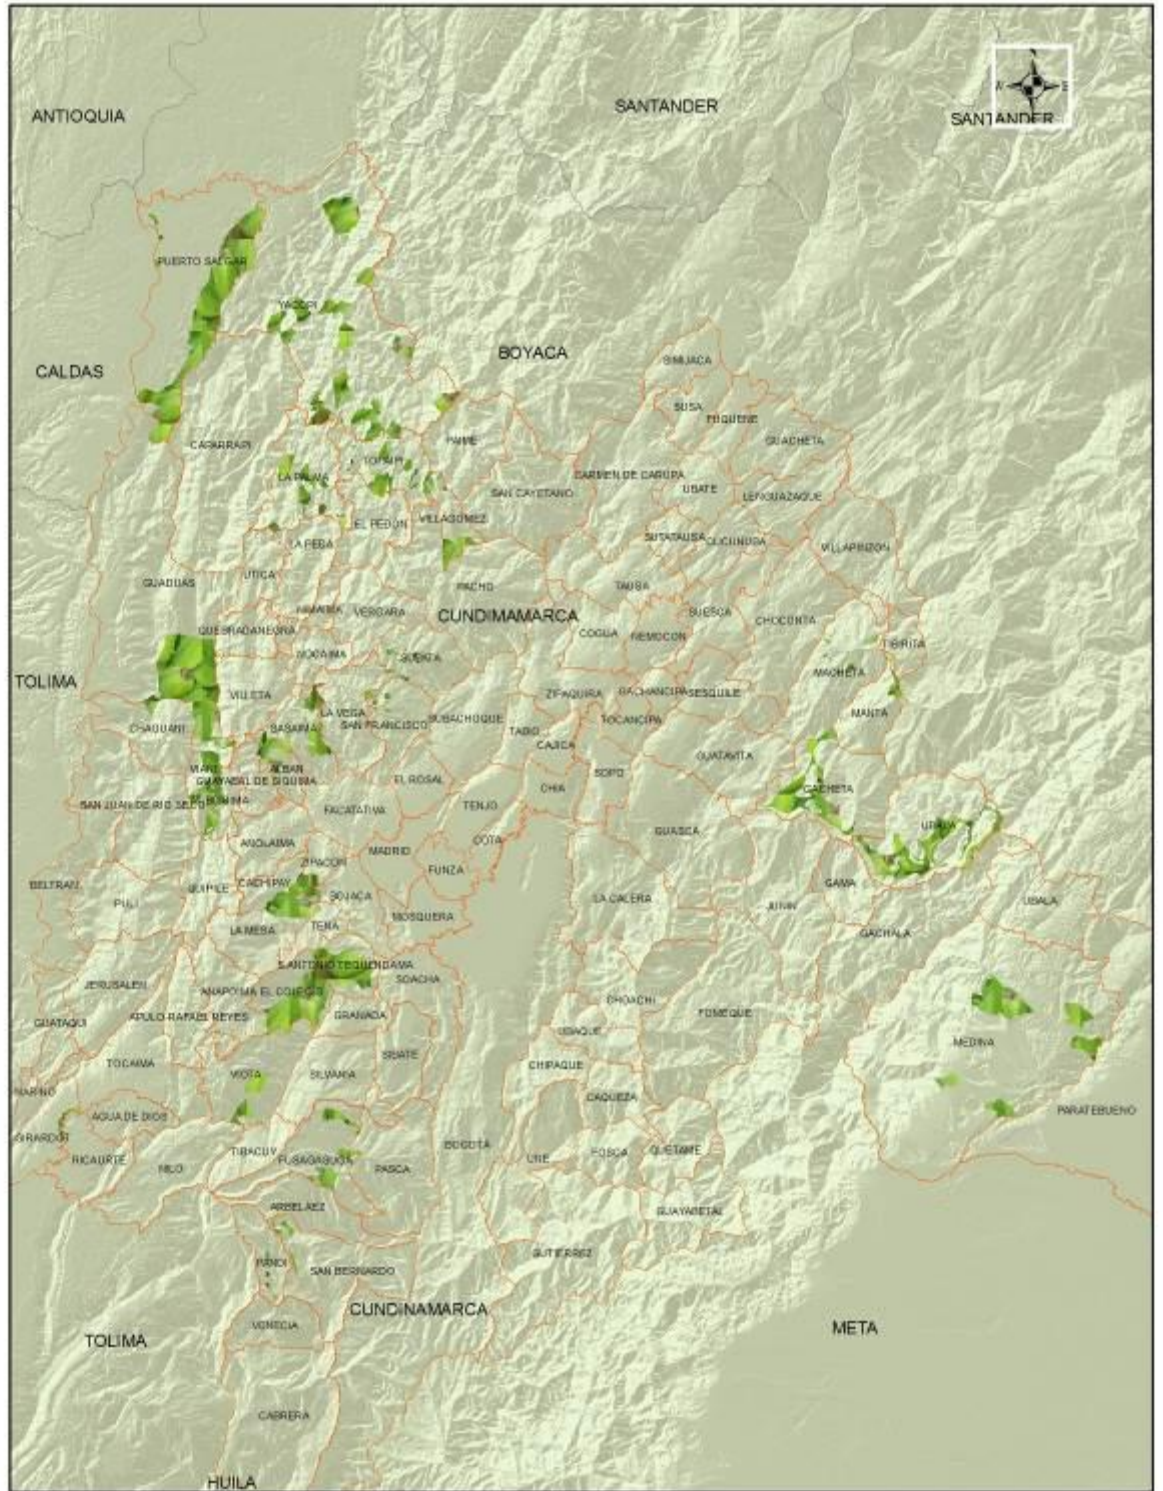 SANTANDER
ANTIOQUIA
SANTANDER
PUERTO SALGAR
YACOPI
BOYACA
SIMIJACA
CALDAS
SUSA
FUQUENE
CAPARRAPI
PAIME
GUACHETA
TOPAIPI
LA PALMA
CARMEN DE CARUPA
UBATE
SAN CAYETANO
LENGUAZAQUE
VILLAGOMEZ
EL PEÑON
SUTATAUSA
CUCUNUBA
LA PEÑA
VILLAPINZON
UTICA
GUADUAS
PACHO
TAUSA
VERGARA
CUNDIMAMARCA
SUESCA
CHOCONTA
QUEBRADANEGRA
COGUA
NEMOCON
TIBIRITA
NOCAIMA
SUPATA
MACHETA
TOLIMA
VILLETA
ZIPAQUIRA
GACHANCIPA
SESQUILE
LA VEGA
MANTA
SUBACHOQUE
TOCANCIPA
CHAGUANI
SASAIMA
SAN FRANCISCO
TABIO
CAJICA
GUATAVITA
VIANI
ALBAN
SOPO
GUAYABAL DE SIQUIMA
EL ROSAL
CHIA
GACHETA
SAN JUAN DE RIO SECO
BITUIMA
TENJO
FACATATIVA
UBALA
GUASCA
ANOLAIMA
COTA
MADRID
ZIPACON
FUNZA
BELTRAN
QUIPILE
CACHIPAY
GAMA
BOJACA
LA CALERA
UBALA
PULI
JUNIN
MOSQUERA
LA MESA
TENA
GACHALA
S.ANTONIO TEQUENDAMA
SOACHA
JERUSALEN
ANAPOIMA
EL COLEGIO
CHOACHI
FOMEQUE
GUATAQUI
APULO-RAFAEL REYES
GRANADA
UBAQUE
MEDINA
SIBATE
TOCAIMA
CHIPAQUE
VIOTA
SILVANIA
NARIÑO
CAQUEZA
PARATEBUENO
AGUA DE DIOS
GIRARDOT
BOGOTA
TIBACUY
QUETAME
FOSCA
UNE
RICAURTE
FUSAGASUGA
NILO
PASCA
ARBELAEZ
GUAYABETAL
GUTIERREZ
PANDI
SAN BERNARDO
CUNDINAMARCA
VENECIA
META
TOLIMA
CABRERA
HUILA